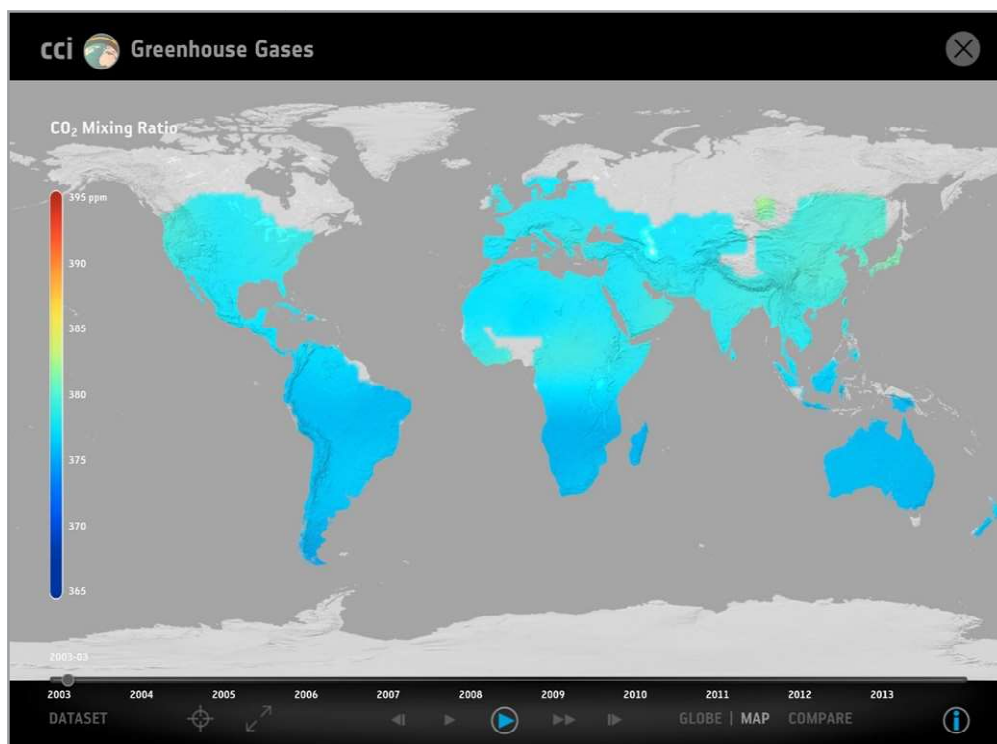 cci Greenhouse Gases
CO₂ Mixing Ratio
395 ppm
390
385
380
375
370
365
2003-03
2003 2004 2005 2006 2007 2008 2009 2010 2011 2012 2013
DATASET GLOBE | MAP COMPARE i